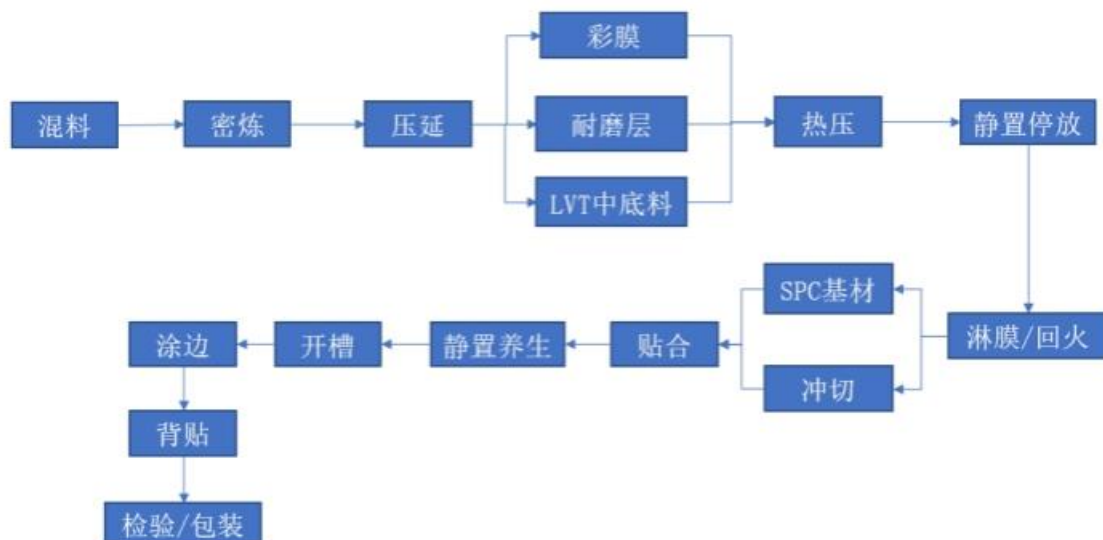 混料
密炼
压延
彩膜
耐磨层
LVT中底料
热压
静置停放
淋膜/回火
SPC基材
冲切
贴合
静置养生
开槽
涂边
背贴
检验/包装